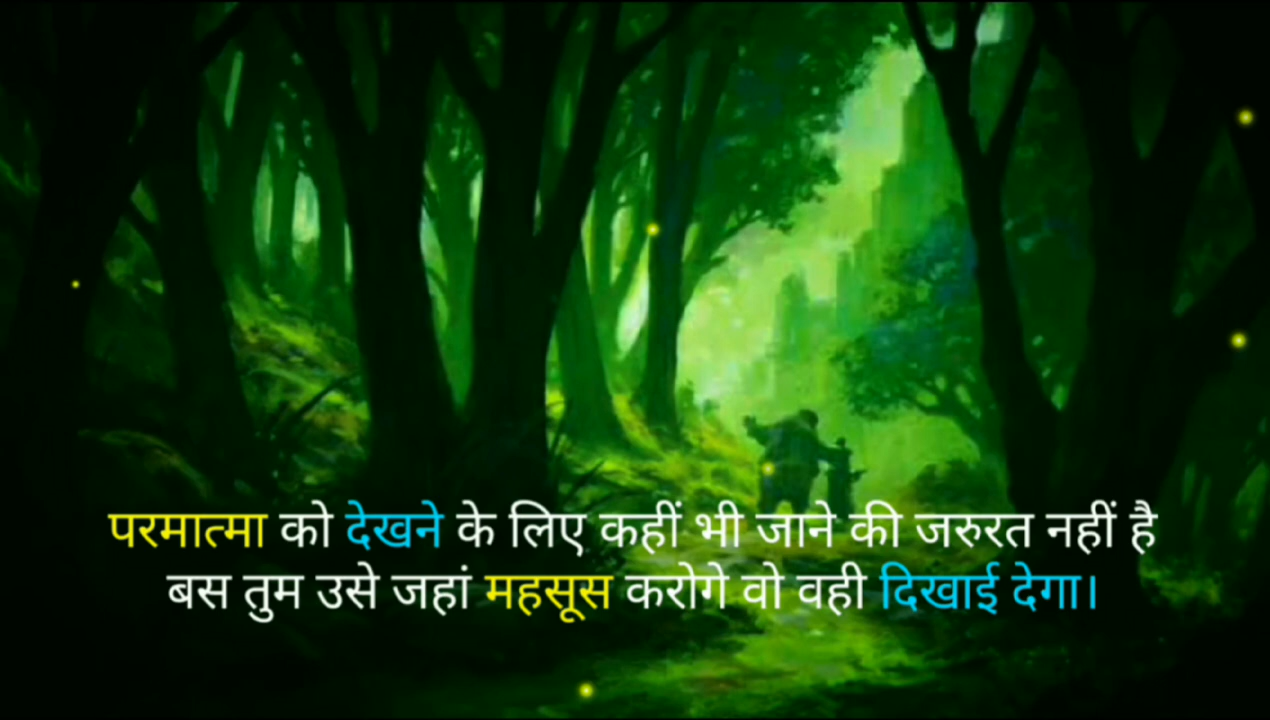 परमात्मा को देखने के लिए कहीं भी जाने की जरुरत नहीं है
बस तुम उसे जहां महसूस करोगे वो वही दिखाई देगा।